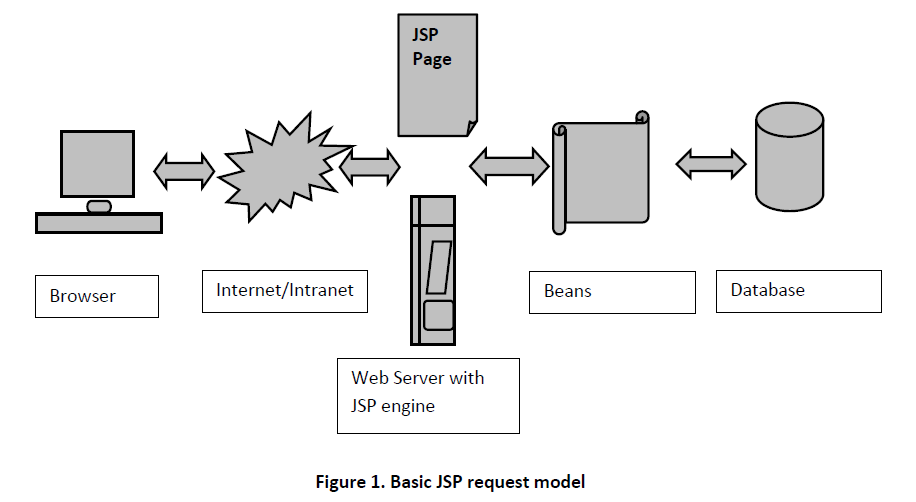 JSP
Page
Browser
Internet/Intranet
Beans
Database
Web Server with
JSP engine
Figure 1. Basic JSP request model